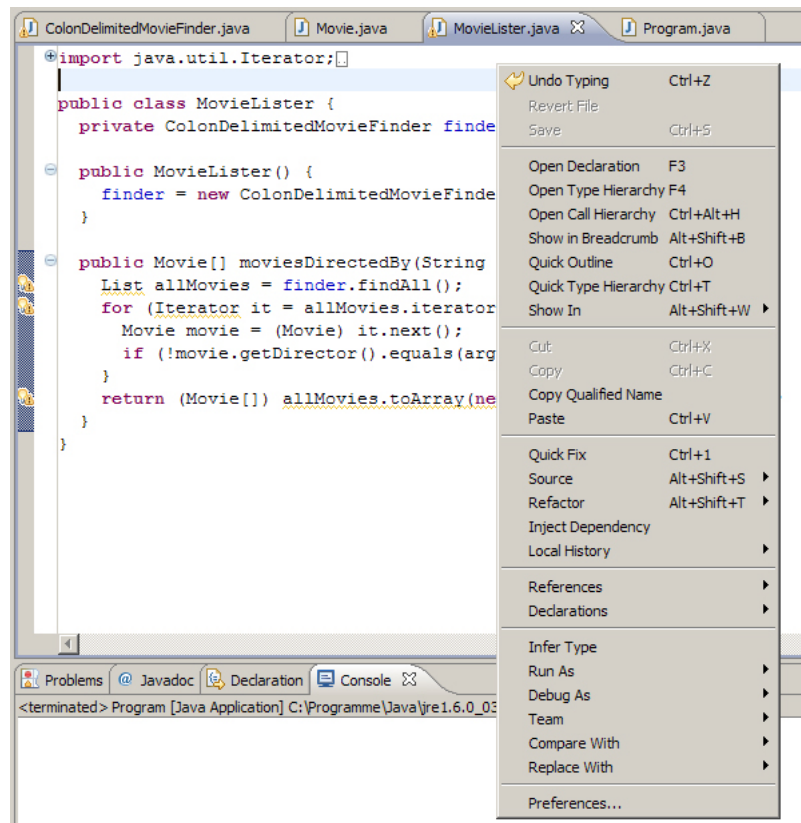 ColonDelimitedMovieFinder.java Movie.java MovieLister.java Program.java
import java.util.Iterator;
public class MovieLister {
private ColonDelimitedMovieFinder finde
public MovieLister() {
finder = new ColonDelimitedMovieFinde
}
public Movie[] moviesDirectedBy(String
List allMovies = finder.findAll();
for (Iterator it = allMovies.iterator
Movie movie = (Movie) it.next();
if (!movie.getDirector().equals(arg
}
return (Movie[]) allMovies.toArray(ne
}
}
Undo Typing Ctrl+Z
Revert File
Save Ctrl+S
Open Declaration F3
Open Type Hierarchy F4
Open Call Hierarchy Ctrl+Alt+H
Show in Breadcrumb Alt+Shift+B
Quick Outline Ctrl+O
Quick Type Hierarchy Ctrl+T
Show In Alt+Shift+W
Cut Ctrl+X
Copy Ctrl+C
Copy Qualified Name
Paste Ctrl+V
Quick Fix Ctrl+1
Source Alt+Shift+S
Refactor Alt+Shift+T
Inject Dependency
Local History
References
Declarations
Infer Type
Run As
Debug As
Team
Compare With
Replace With
Preferences...
Problems @ Javadoc Declaration Console
<terminated> Program [Java Application] C:\Programme\Java\jre1.6.0_03